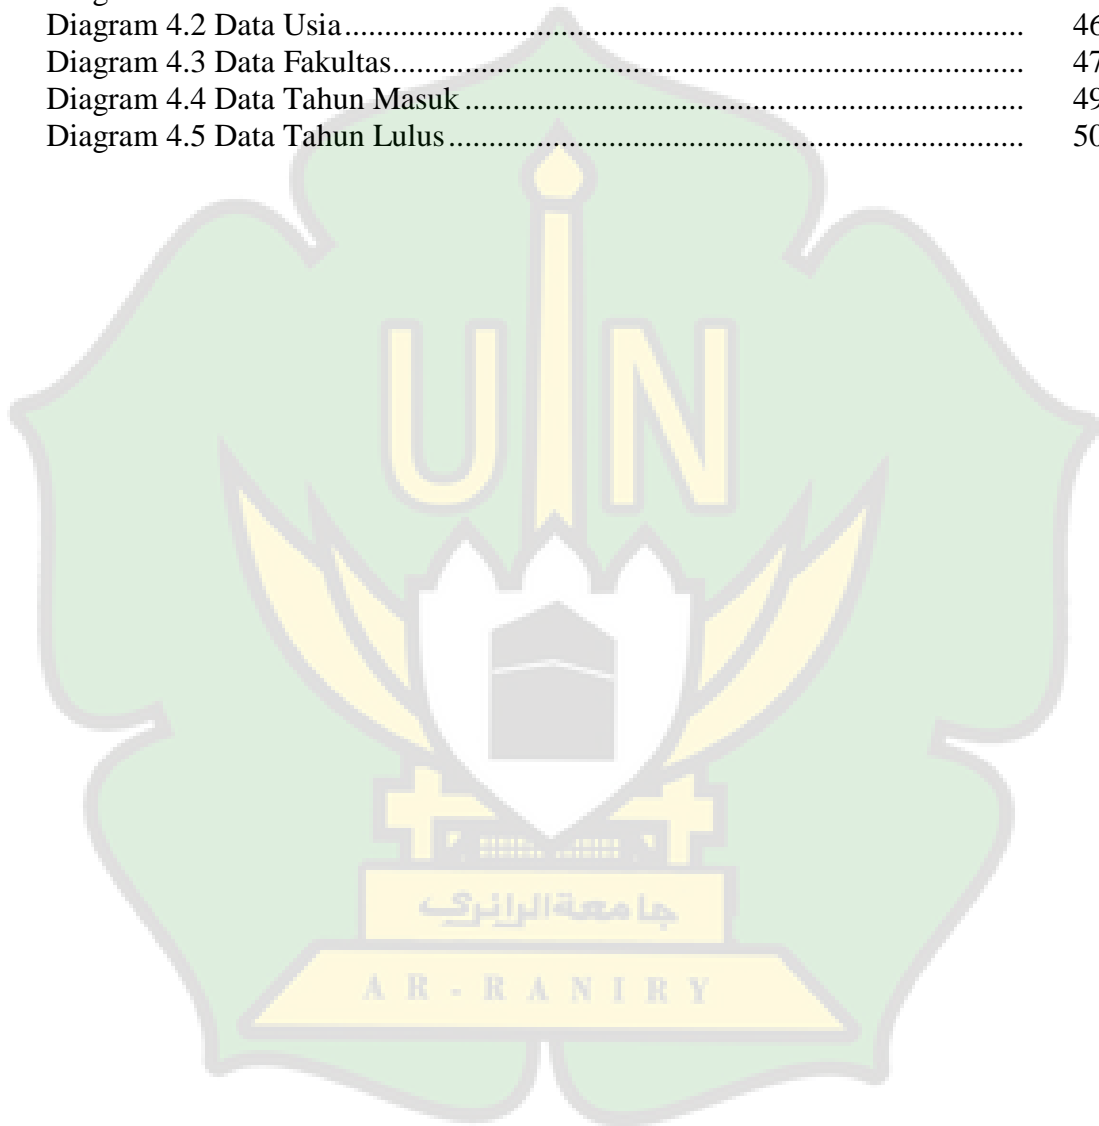 Diagram 4.2 Data Usia........................................................................................ 46
Diagram 4.3 Data Fakultas.................................................................................. 47
Diagram 4.4 Data Tahun Masuk ........................................................................ 49
Diagram 4.5 Data Tahun Lulus .......................................................................... 50
UIN
جامعة الرانري
AR-RANIRY